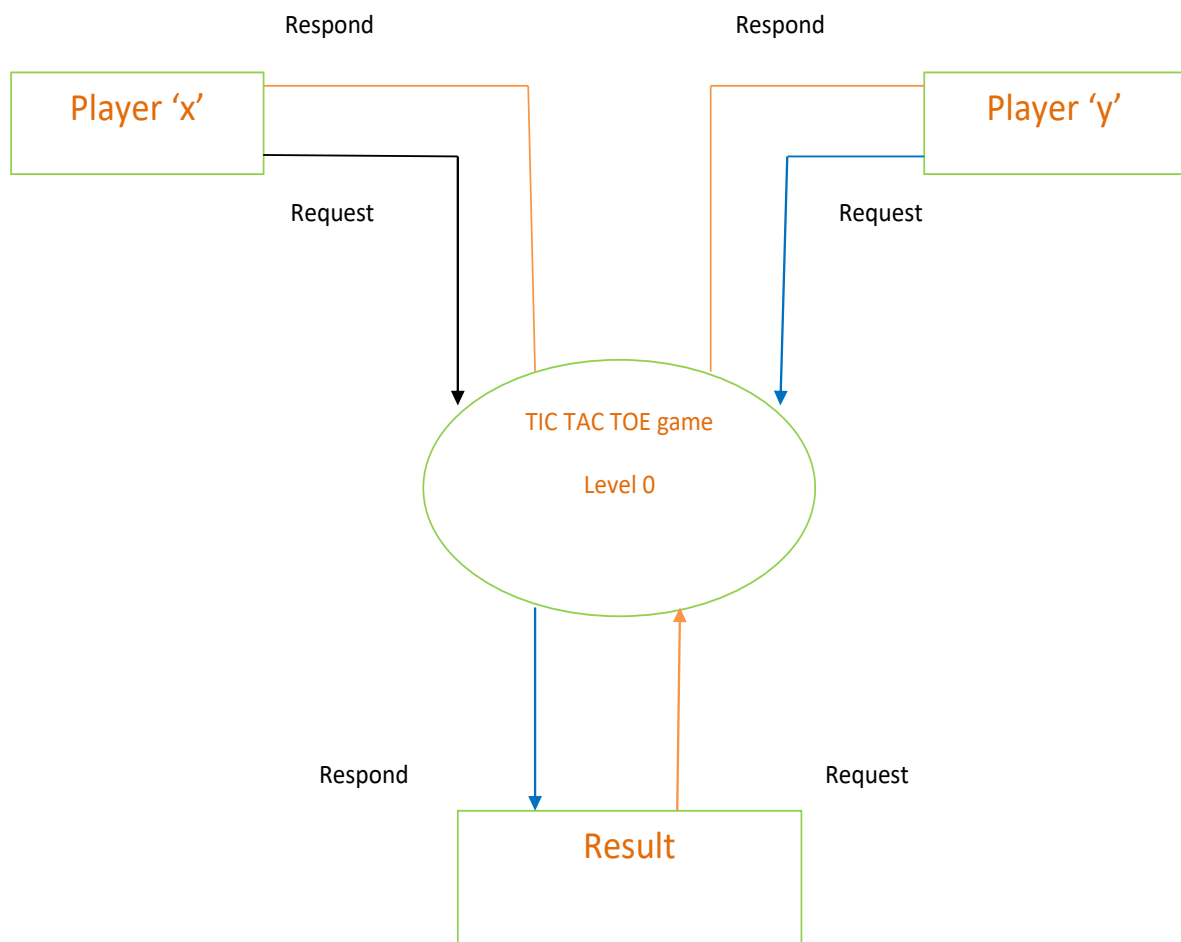 Respond
Respond
Player ‘x’
Player ‘y’
Request
Request
TIC TAC TOE game
Level 0
Respond
Request
Result